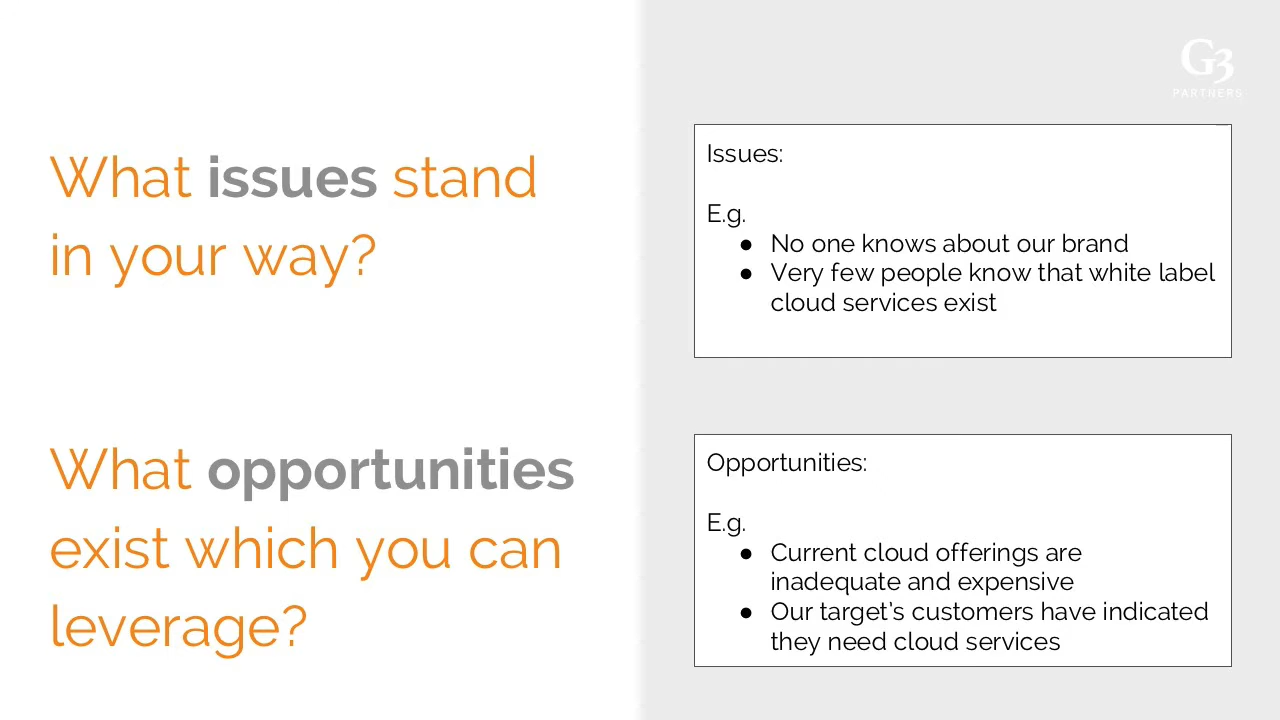 What issues stand
in your way?
What opportunities
exist which you can
leverage?
G3
PARTNERS
Issues:
E.g.
● No one knows about our brand
● Very few people know that white label
cloud services exist
Opportunities:
E.g.
● Current cloud offerings are
inadequate and expensive
● Our target's customers have indicated
they need cloud services